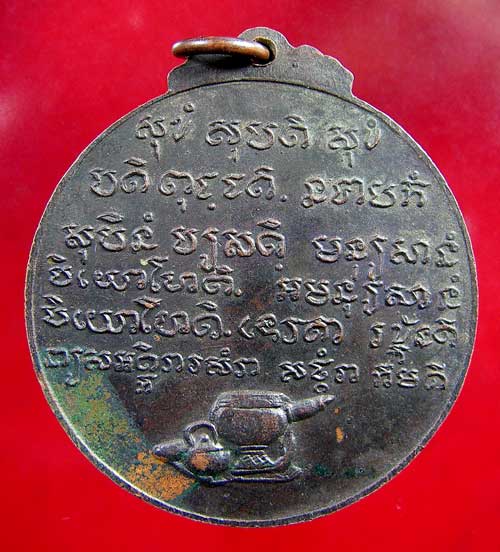 សុខំ សុបតិ សុខំ
បតិ ពុជ្ឈតិ. នបាបកំ
សុបិនំ បស្សតិ មនុស្សានំ
បិយោហោតិ. អមនុស្សានំ
បិយោហោតិ. ទេវតា រក្ខន្តិ